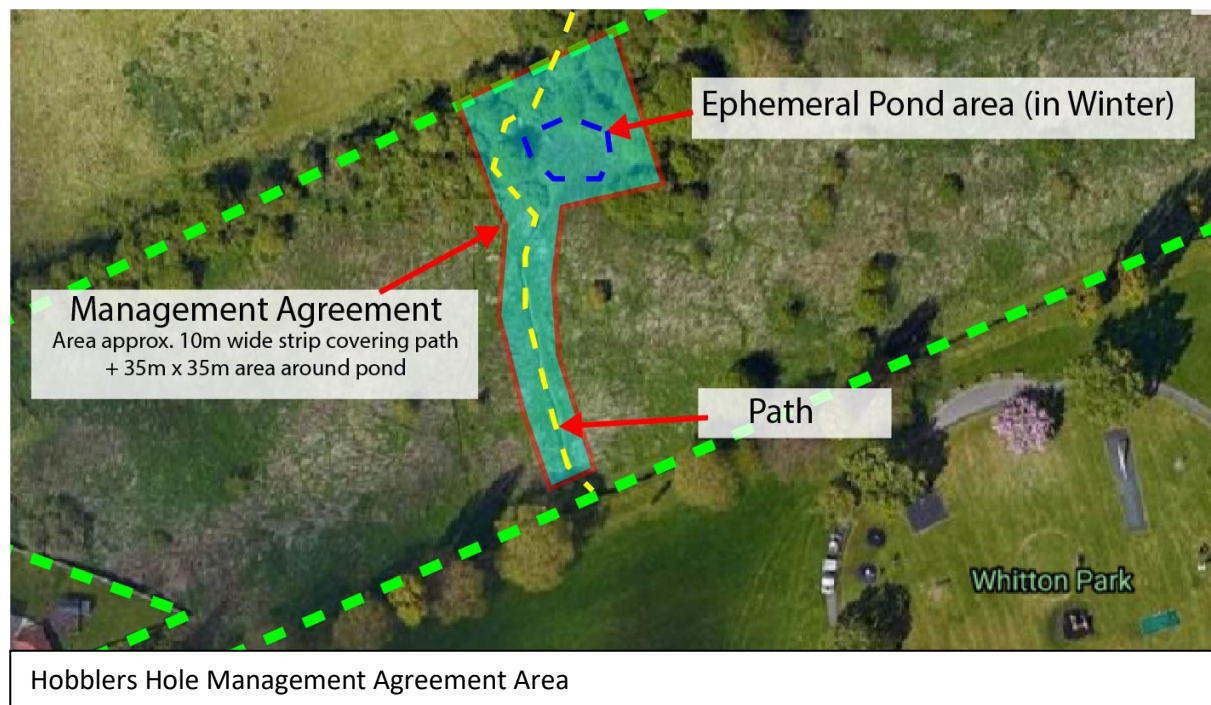 Ephemeral Pond area (in Winter)
Management Agreement
Area approx. 10m wide strip covering path
+ 35m x 35m area around pond
Path
Whitton Park
Hobblers Hole Management Agreement Area